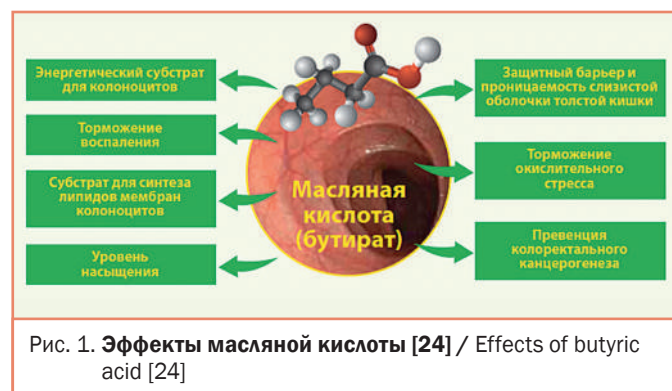 Энергетический субстрат
для колоноцитов
Торможение
воспаления
Субстрат для синтеза
липидов мембран
колоноцитов
Уровень
насыщения
Масляная
кислота
(бутират)
Защитный барьер и
проницаемость слизистой
оболочки толстой кишки
Торможение
окислительного
стресса
Превенция
колоректального
канцерогенеза
Рис. 1. Эффекты масляной кислоты [24] / Effects of butyric
acid [24]